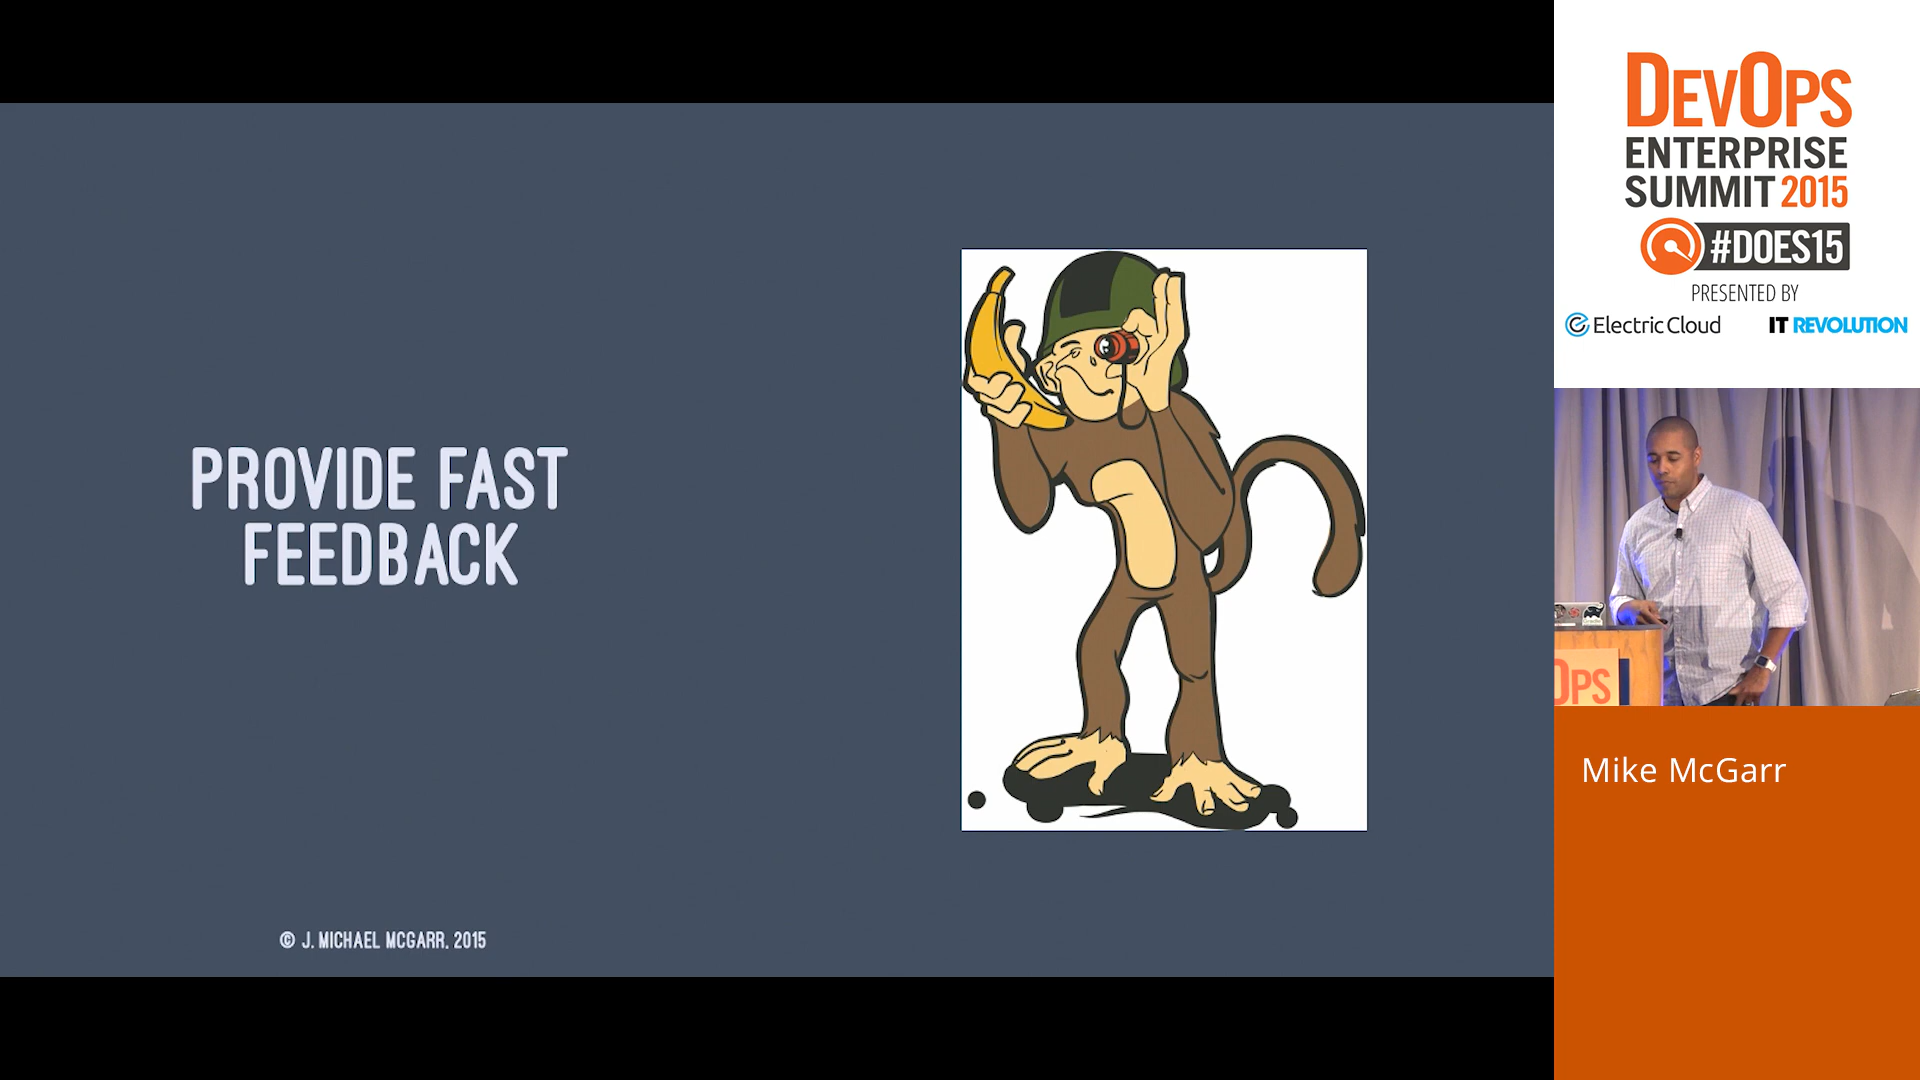 PROVIDE FAST
FEEDBACK
© J. MICHAEL MCGARR, 2015
DEVOPS
ENTERPRISE
SUMMIT 2015
#DOES15
PRESENTED BY
Electric Cloud
IT REVOLUTION
OPS
Mike McGarr